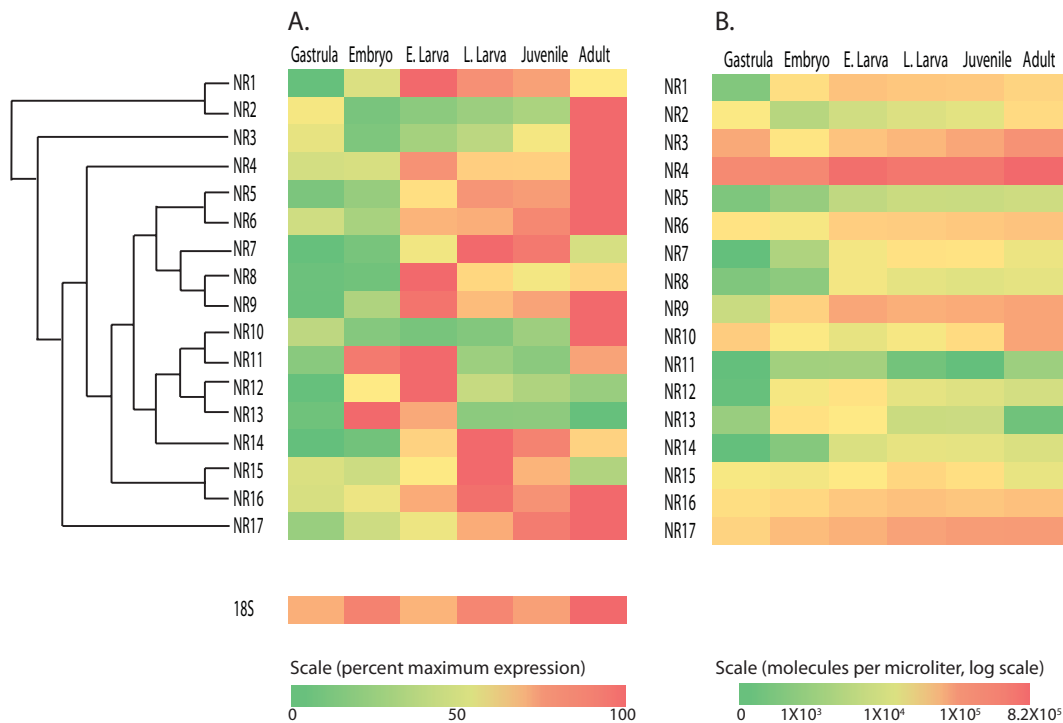 A.
B.
Gastrula Embryo E. Larva L. Larva Juvenile Adult
Gastrula Embryo E. Larva L. Larva Juvenile Adult
NR1
NR2
NR3
NR4
NR5
NR6
NR7
NR8
NR9
NR10
NR11
NR12
NR13
NR14
NR15
NR16
NR17
NR1
NR2
NR3
NR4
NR5
NR6
NR7
NR8
NR9
NR10
NR11
NR12
NR13
NR14
NR15
NR16
NR17
18S
Scale (percent maximum expression)
0 50 100
Scale (molecules per microliter, log scale)
0 1X10³ 1X10⁴ 1X10⁵ 8.2X10⁵